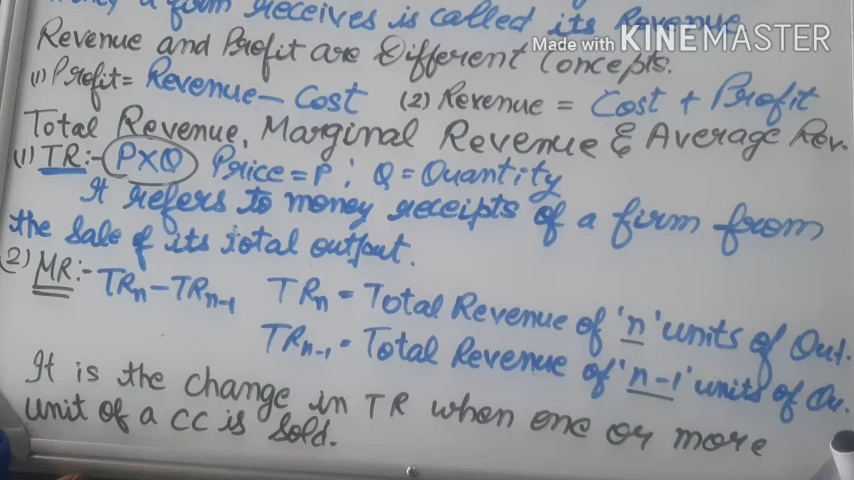 money a firm receives is called its Revenue
Revenue and Profit are Different Concepts.
Made with KINEMASTER
(1) Profit = Revenue - Cost (2) Revenue = Cost + Profit
Total Revenue, Marginal Revenue & Average Rev.
(1) TR:- P×Q Price = P ; Q = Quantity
It refers to money receipts of a firm from
the sale of its total output.
(2) MR:- TRn - TRn-1 TRn = Total Revenue of 'n' units of Out.
TRn-1 = Total Revenue of 'n-1' units of Ou.
It is the change in TR when one or more
unit of a CC is sold.